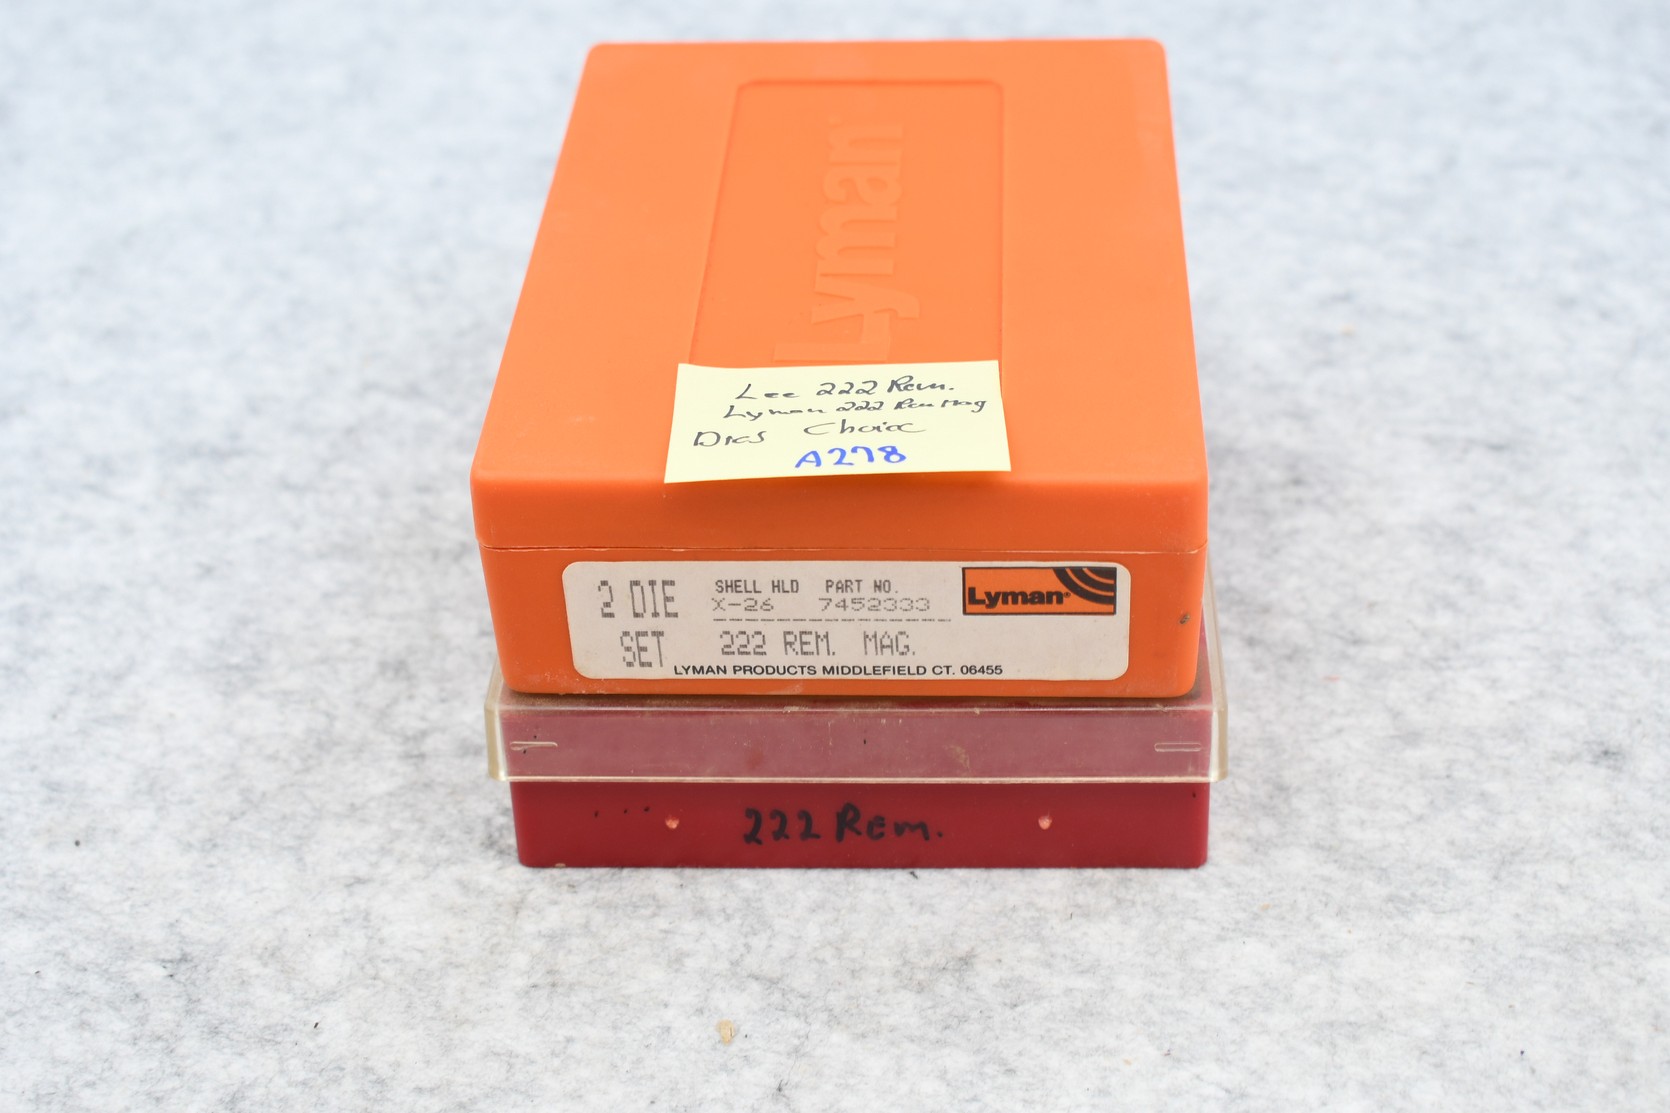 Lyman
Lee 222 Rem.
Lyman 222 Rem Mag
Dies Choice
A278
2 DIE SET
SHELL HLD PART NO.
X-26 7452333
222 REM. MAG.
Lyman®
LYMAN PRODUCTS MIDDLEFIELD CT. 06455
222 Rem.